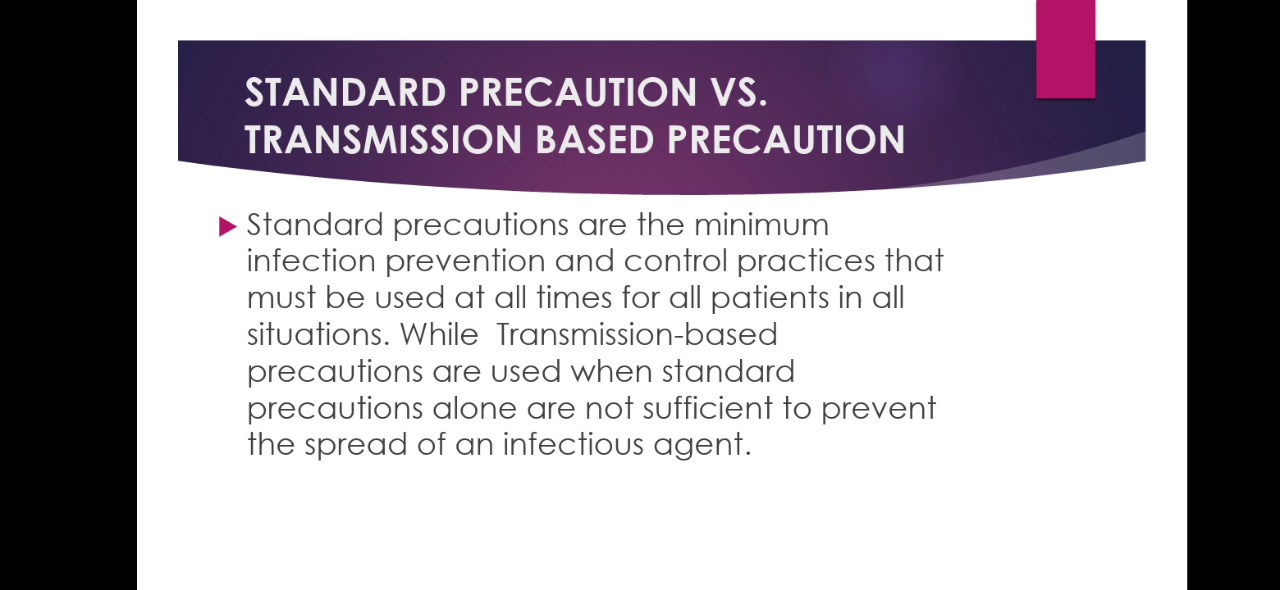 STANDARD PRECAUTION VS.
TRANSMISSION BASED PRECAUTION
Standard precautions are the minimum
infection prevention and control practices that
must be used at all times for all patients in all
situations. While  Transmission-based
precautions are used when standard
precautions alone are not sufficient to prevent
the spread of an infectious agent.